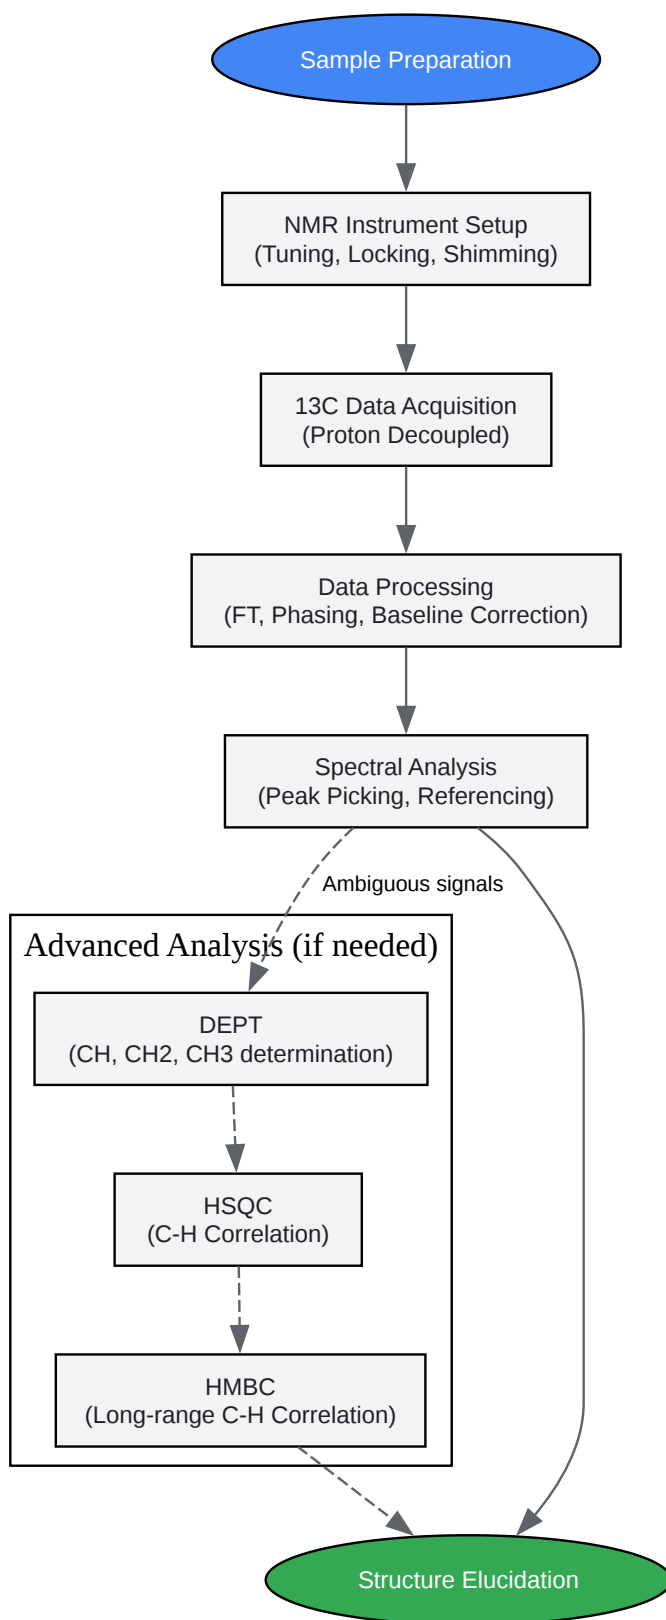 Sample Preparation
NMR Instrument Setup
(Tuning, Locking, Shimming)
13C Data Acquisition
(Proton Decoupled)
Data Processing
(FT, Phasing, Baseline Correction)
Spectral Analysis
(Peak Picking, Referencing)
Ambiguous signals
Advanced Analysis (if needed)
DEPT
(CH, CH2, CH3 determination)
HSQC
(C-H Correlation)
HMBC
(Long-range C-H Correlation)
Structure Elucidation